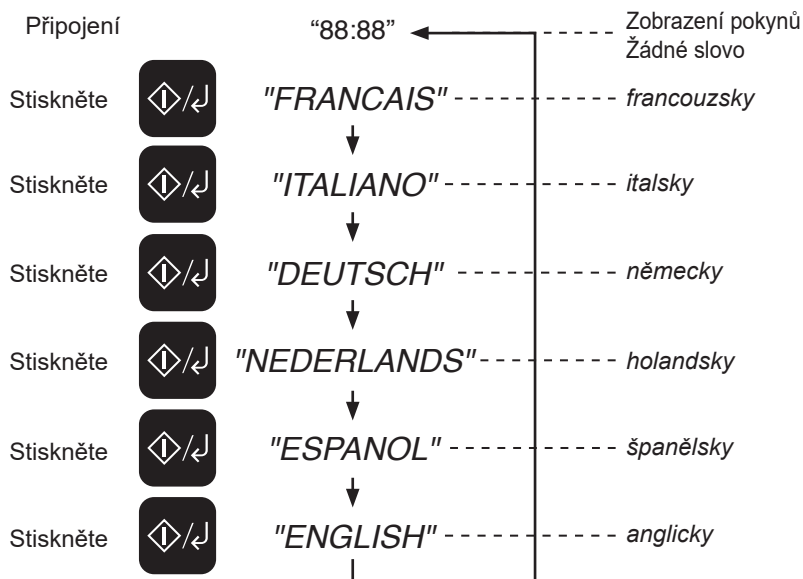 Připojení “88:88” Zobrazení pokynů
Žádné slovo
Stiskněte "FRANCAIS" francouzsky
Stiskněte "ITALIANO" italsky
Stiskněte "DEUTSCH" německy
Stiskněte "NEDERLANDS" holandsky
Stiskněte "ESPANOL" španělsky
Stiskněte "ENGLISH" anglicky